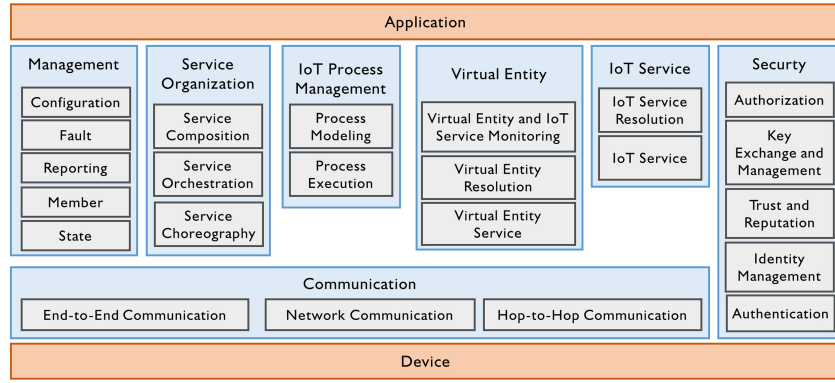 Application
Management
Configuration
Fault
Reporting
Member
State
Service
Organization
Service
Composition
Service
Orchestration
Service
Choreography
IoT Process
Management
Process
Modeling
Process
Execution
Virtual Entity
Virtual Entity and IoT
Service Monitoring
Virtual Entity
Resolution
Virtual Entity
Service
IoT Service
IoT Service
Resolution
IoT Service
Securty
Authorization
Key
Exchange and
Management
Trust and
Reputation
Identity
Management
Authentication
Communication
End-to-End Communication
Network Communication
Hop-to-Hop Communication
Device